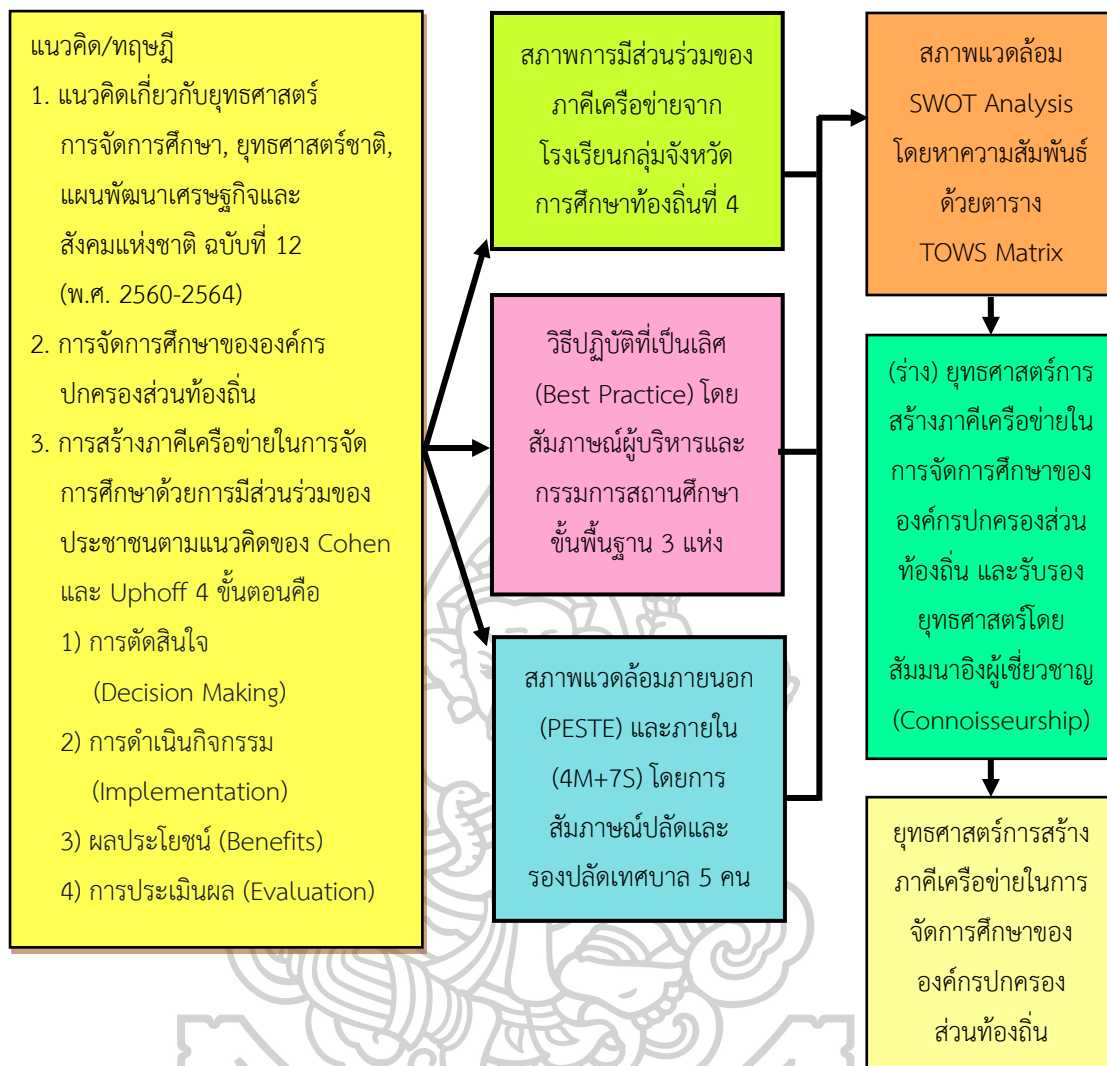 แนวคิด/ทฤษฎี
1. แนวคิดเกี่ยวกับยุทธศาสตร์
การจัดการศึกษา, ยุทธศาสตร์ชาติ,
แผนพัฒนาเศรษฐกิจและ
สังคมแห่งชาติ ฉบับที่ 12
(พ.ศ. 2560-2564)
2. การจัดการศึกษาขององค์กร
ปกครองส่วนท้องถิ่น
3. การสร้างภาคีเครือข่ายในการจัด
การศึกษาด้วยการมีส่วนร่วมของ
ประชาชนตามแนวคิดของ Cohen
และ Uphoff 4 ขั้นตอนคือ
1) การตัดสินใจ
(Decision Making)
2) การดำเนินกิจกรรม
(Implementation)
3) ผลประโยชน์ (Benefits)
4) การประเมินผล (Evaluation)
สภาพการมีส่วนร่วมของ
ภาคีเครือข่ายจาก
โรงเรียนกลุ่มจังหวัด
การศึกษาท้องถิ่นที่ 4
วิธีปฏิบัติที่เป็นเลิศ
(Best Practice) โดย
สัมภาษณ์ผู้บริหารและ
กรรมการสถานศึกษา
ขั้นพื้นฐาน 3 แห่ง
สภาพแวดล้อมภายนอก
(PESTE) และภายใน
(4M+7S) โดยการ
สัมภาษณ์ปลัดและ
รองปลัดเทศบาล 5 คน
สภาพแวดล้อม
SWOT Analysis
โดยหาความสัมพันธ์
ด้วยตาราง
TOWS Matrix
(ร่าง) ยุทธศาสตร์การ
สร้างภาคีเครือข่ายใน
การจัดการศึกษาของ
องค์กรปกครองส่วน
ท้องถิ่น และรับรอง
ยุทธศาสตร์โดย
สัมมนาอิงผู้เชี่ยวชาญ
(Connoisseurship)
ยุทธศาสตร์การสร้าง
ภาคีเครือข่ายในการ
จัดการศึกษาของ
องค์กรปกครอง
ส่วนท้องถิ่น